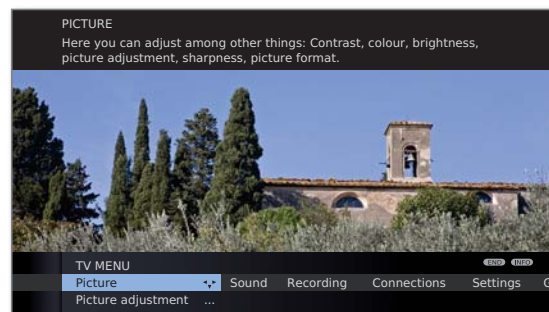 PICTURE
Here you can adjust among other things: Contrast, colour, brightness,
picture adjustment, sharpness, picture format.
TV MENU END INFO
Picture Sound Recording Connections Settings
Picture adjustment ...